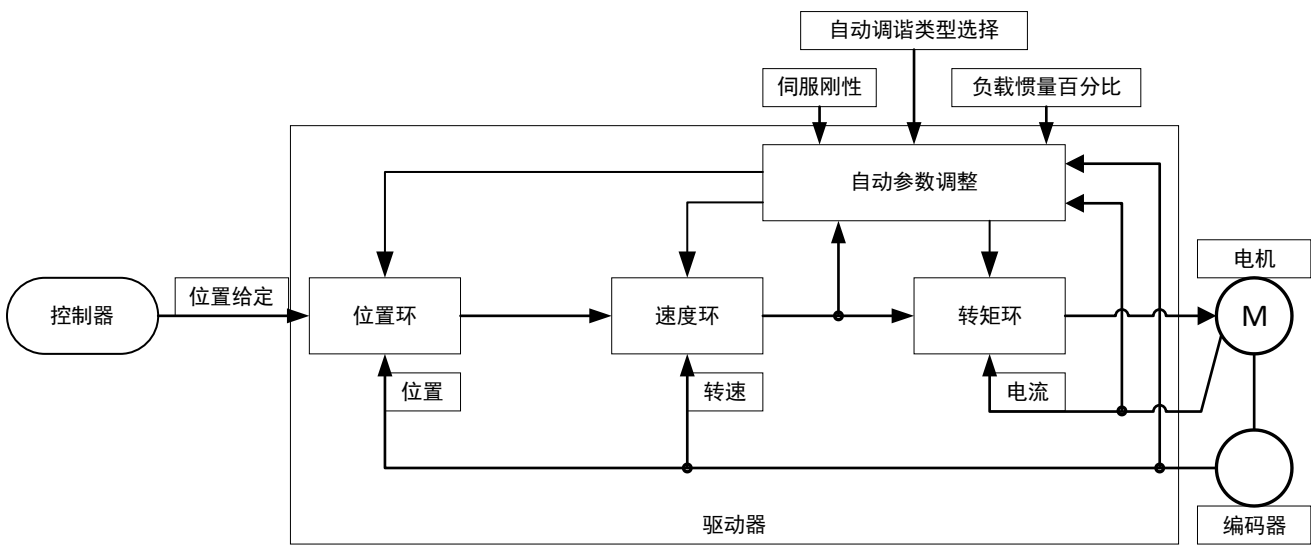 自动调谐类型选择
伺服刚性
负载惯量百分比
自动参数调整
电机
位置给定
控制器
位置环
速度环
转矩环
M
位置
转速
电流
驱动器
编码器